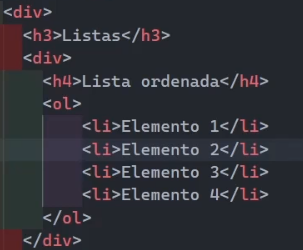 <div>
<h3>Listas</h3>
<div>
<h4>Lista ordenada</h4>
<ol>
<li>Elemento 1</li>
<li>Elemento 2</li>
<li>Elemento 3</li>
<li>Elemento 4</li>
</ol>
</div>